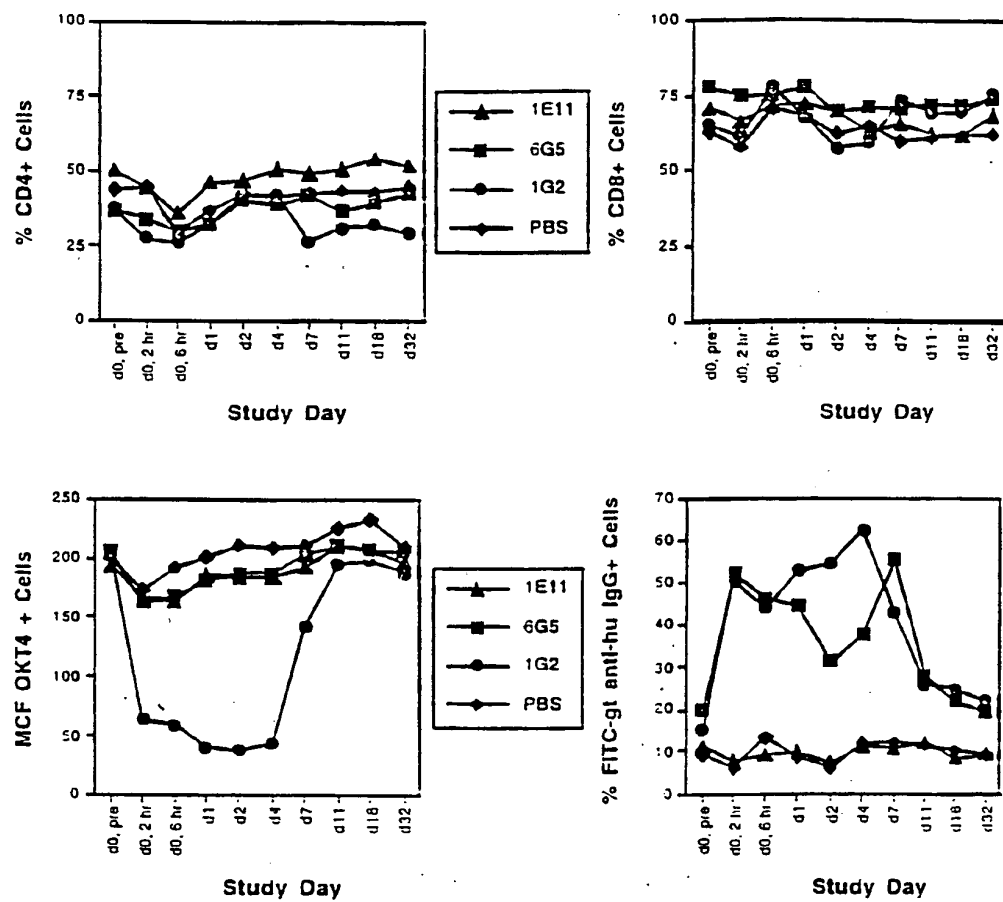 % CD4+ Cells
100
75
50
25
0
d0, pre
d0, 2 hr
d0, 6 hr
d1
d2
d4
d7
d11
d18
d32
Study Day
1E11
6G5
1G2
PBS
% CD8+ Cells
100
75
50
25
0
d0, pre
d0, 2 hr
d0, 6 hr
d1
d2
d4
d7
d11
d18
d32
Study Day
MCF OKT4 + Cells
250
200
150
100
50
0
d0, pre
d0, 2 hr
d0, 6 hr
d1
d2
d4
d7
d11
d18
d32
Study Day
1E11
6G5
1G2
PBS
% FITC-gt anti-hu IgG+ Cells
70
60
50
40
30
20
10
d0, pre
d0, 2 hr
d0, 6 hr
d1
d2
d4
d7
d11
d18
d32
Study Day